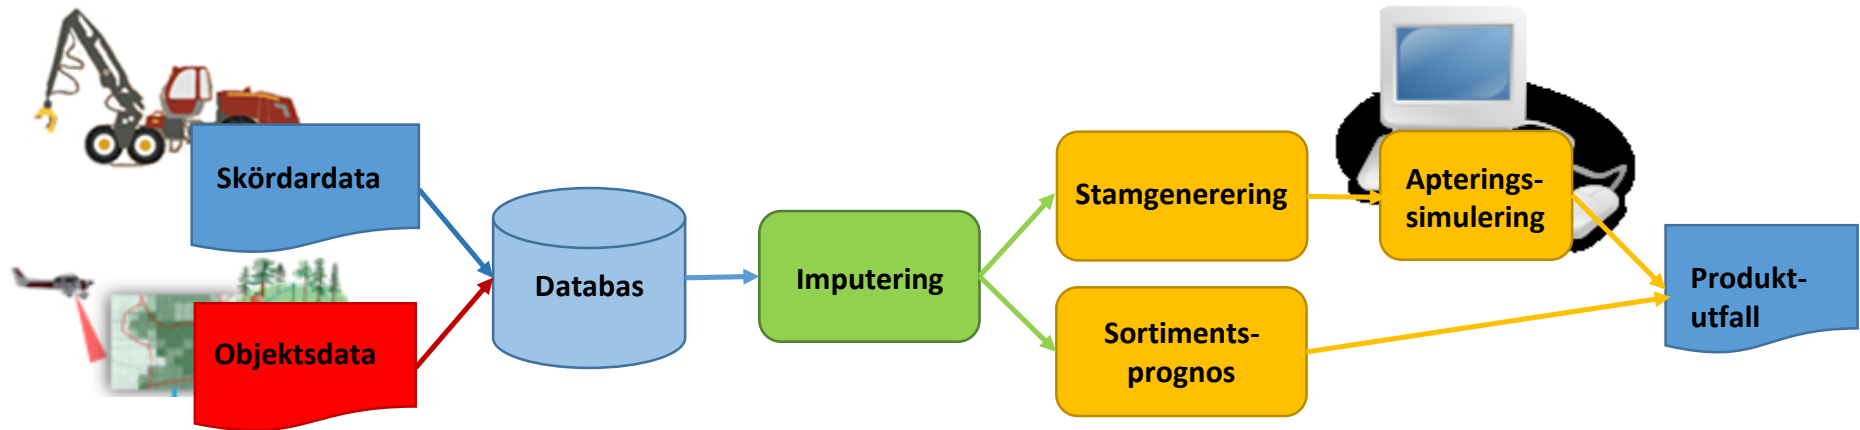 Skördardata
Objektsdata
Databas
Imputering
Stamgenerering
Sortiments-
prognos
Apterings-
simulering
Produkt-
utfall